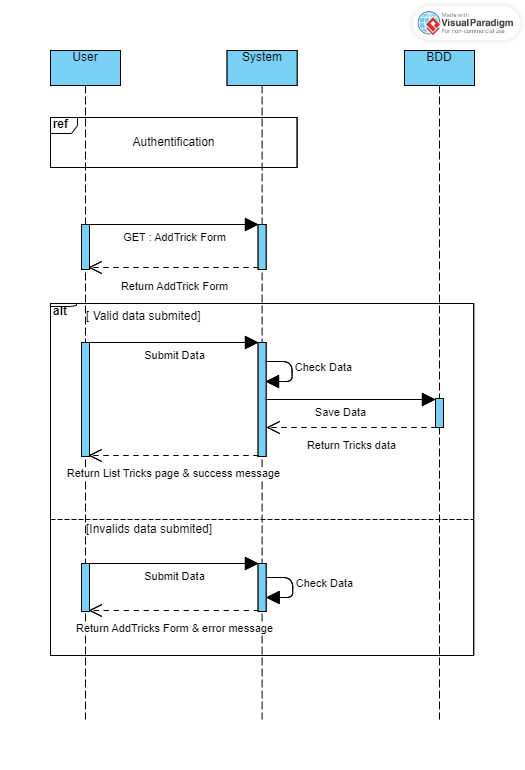 Made with
Visual Paradigm
For non-commercial use
User
System
BDD
ref
Authentification
GET : AddTrick Form
Return AddTrick Form
alt
[ Valid data submited]
Submit Data
Check Data
Save Data
Return Tricks data
Return List Tricks page & success message
[Invalids data submited]
Submit Data
Check Data
Return AddTricks Form & error message